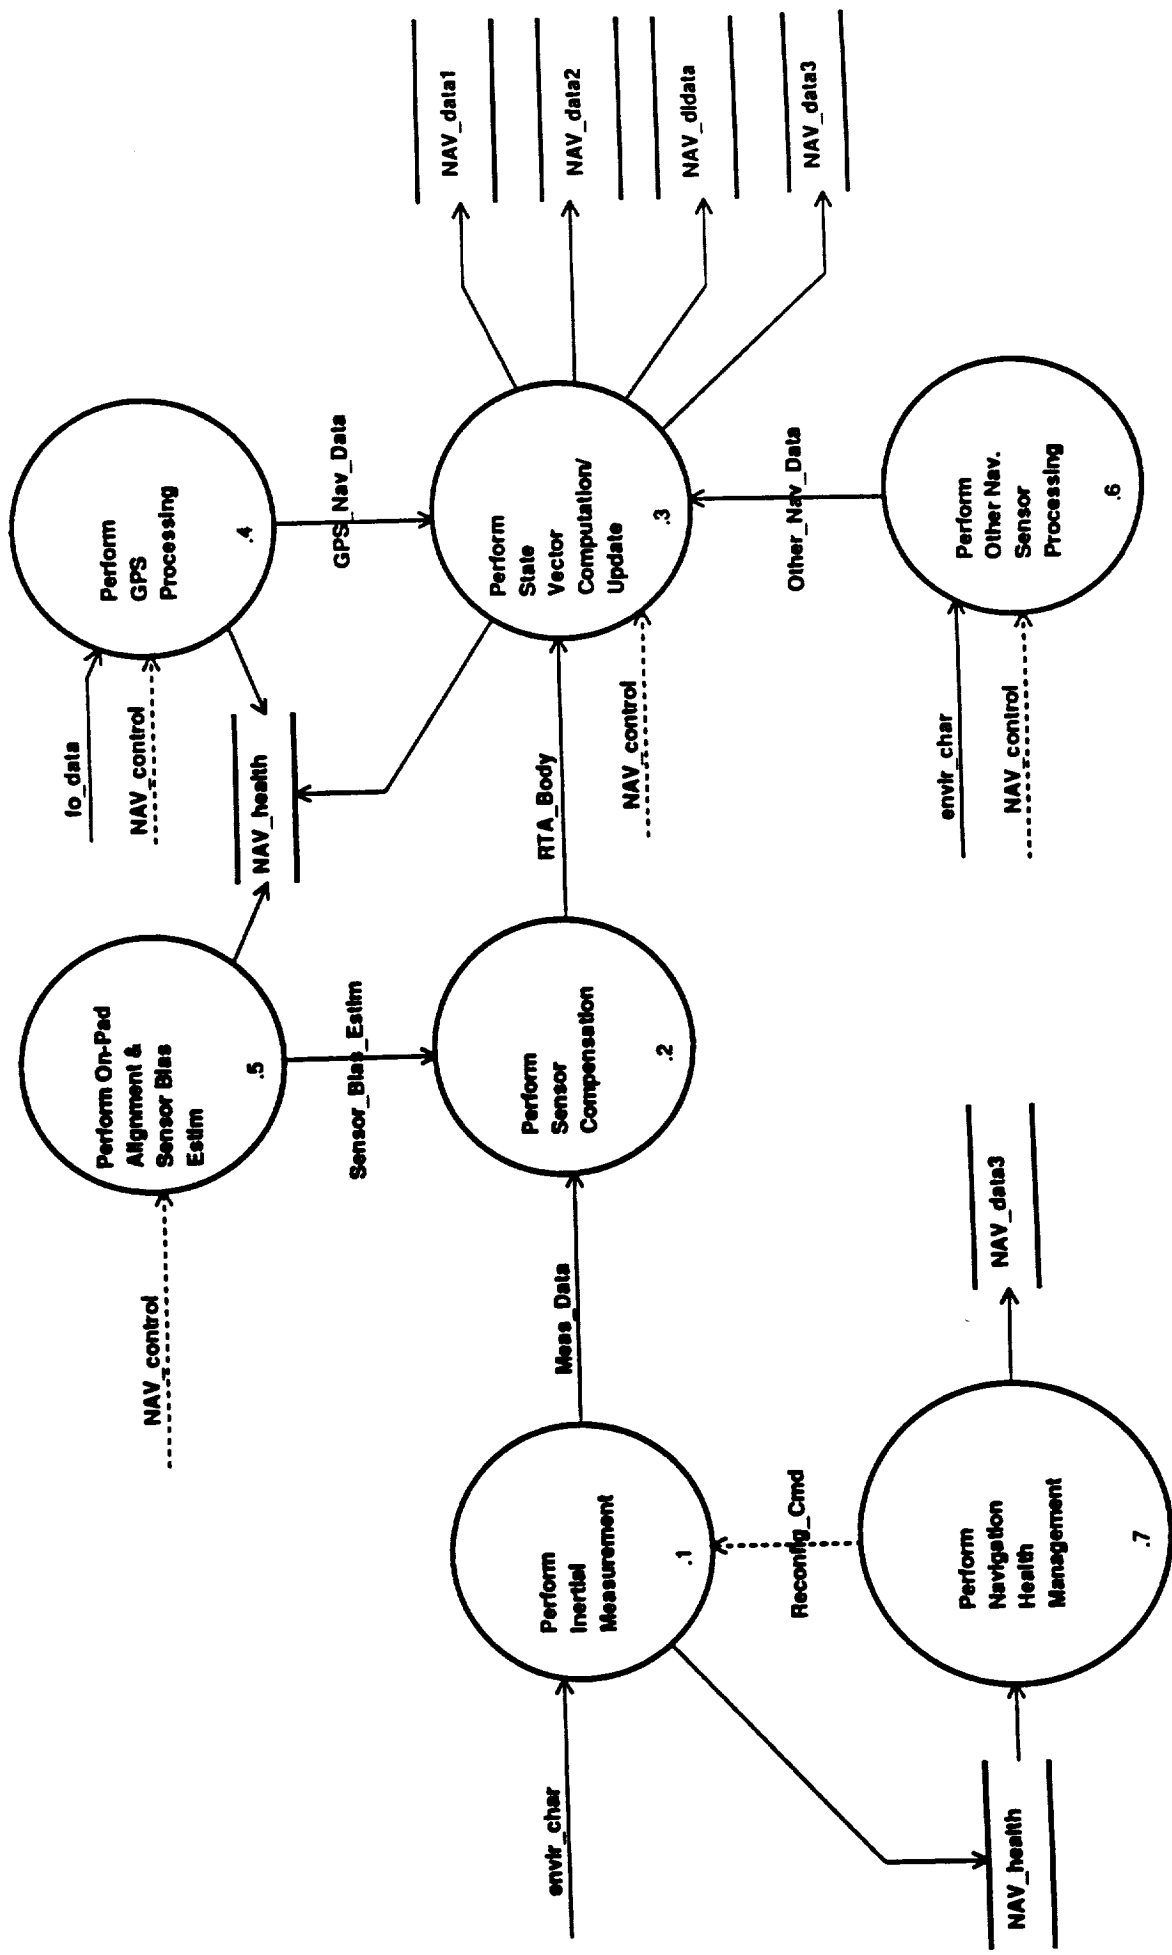 fo_data
NAV_control
Perform
GPS
Processing
.4
NAV_control
Perform On-Pad
Alignment &
Sensor Bias
Estim
.5
NAV_health
GPS_Nav_Data
Sensor_Bias_Estim
NAV_data1
NAV_data2
NAV_dldata
NAV_data3
envir_char
Perform
Inertial
Measurement
.1
Meas_Data
Perform
Sensor
Compensation
.2
RTA_Body
Perform
State
Vector
Computation/
Update
.3
NAV_control
Reconfig_Cmd
Other_Nav_Data
NAV_health
Perform
Navigation
Health
Management
.7
NAV_data3
envir_char
NAV_control
Perform
Other Nav.
Sensor
Processing
.6